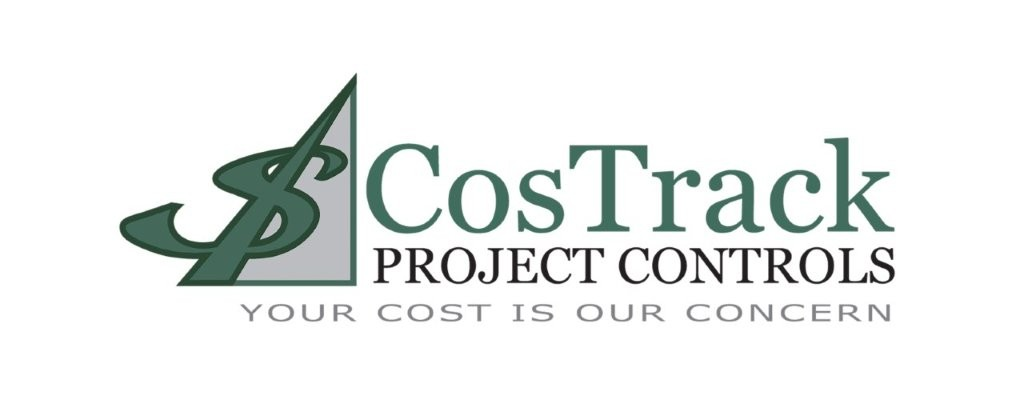 $
CosTrack
PROJECT CONTROLS
YOUR COST IS OUR CONCERN